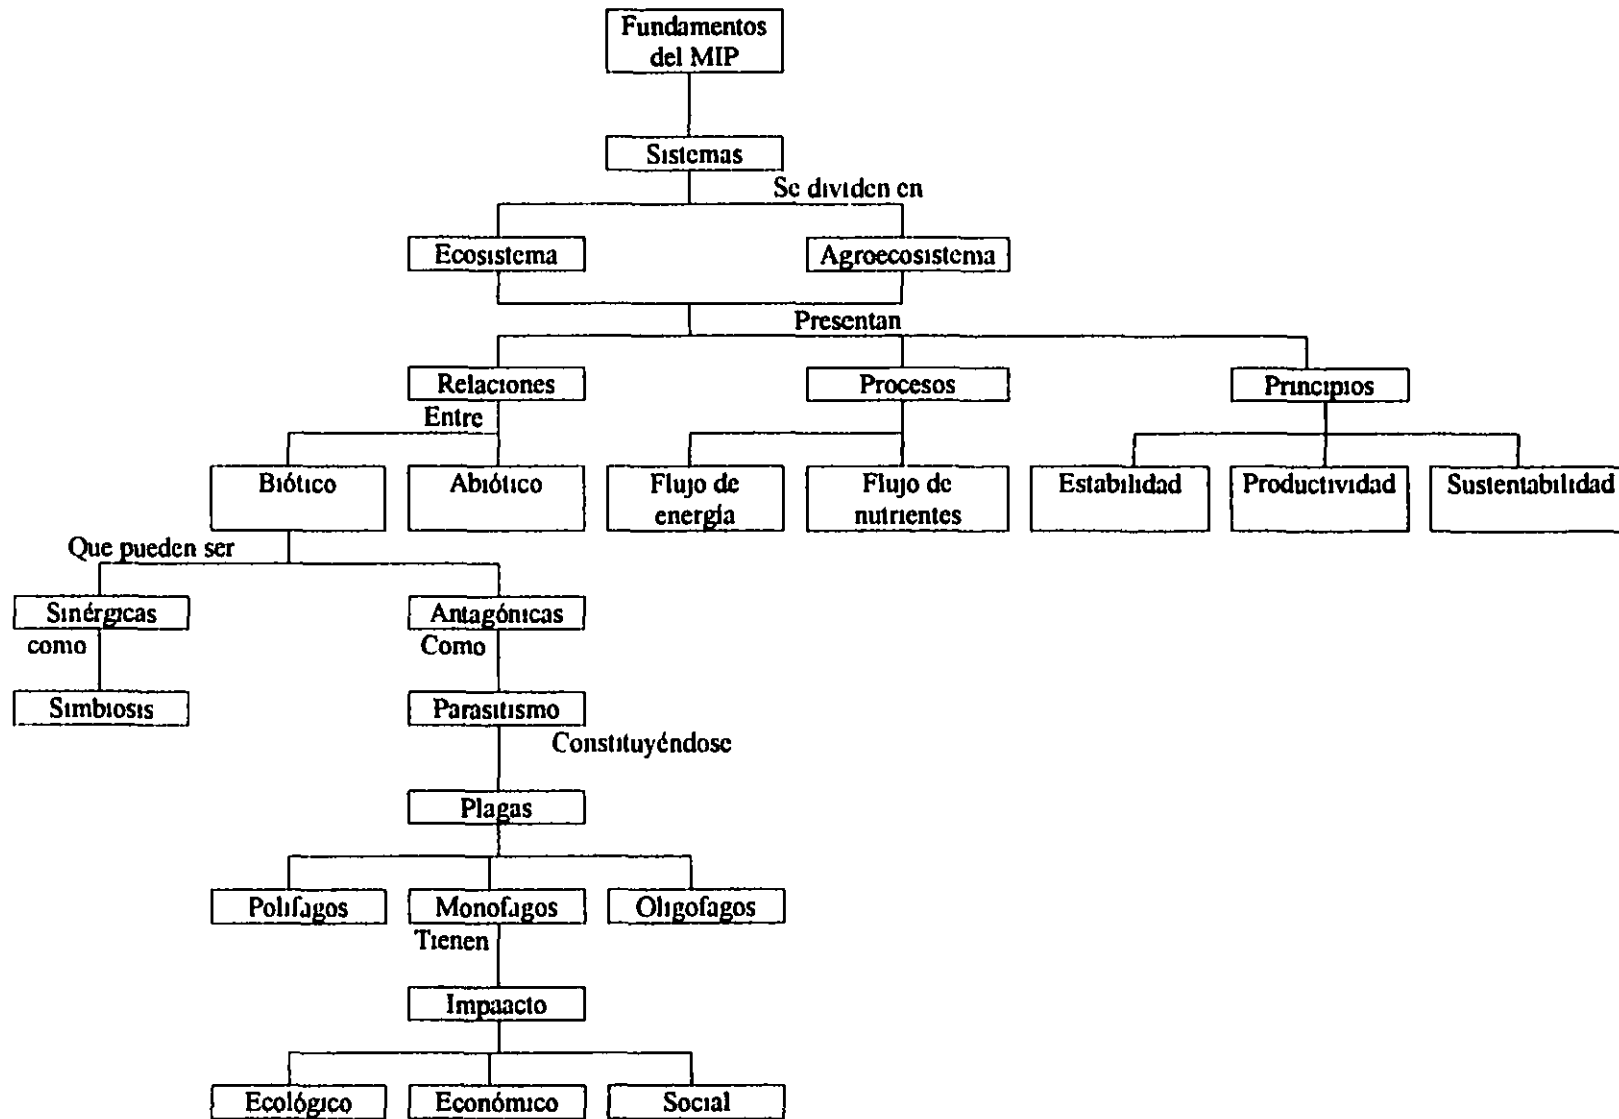 Fundamentos
del MIP
Sistemas
Se dividen en
Ecosistema
Agroecosistema
Presentan
Relaciones
Procesos
Principios
Entre
Biótico
Abiótico
Flujo de
energía
Flujo de
nutrientes
Estabilidad
Productividad
Sustentabilidad
Que pueden ser
Sinérgicas
Antagónicas
como
Como
Simbiosis
Parasitismo
Constituyéndose
Plagas
Polífagos
Monofagos
Oligofagos
Tienen
Impaacto
Ecológico
Económico
Social